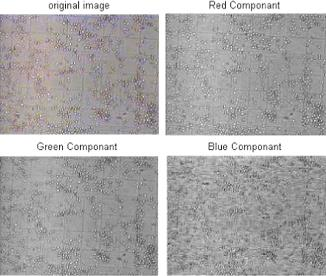 original image
Red Componant
Green Componant
Blue Componant